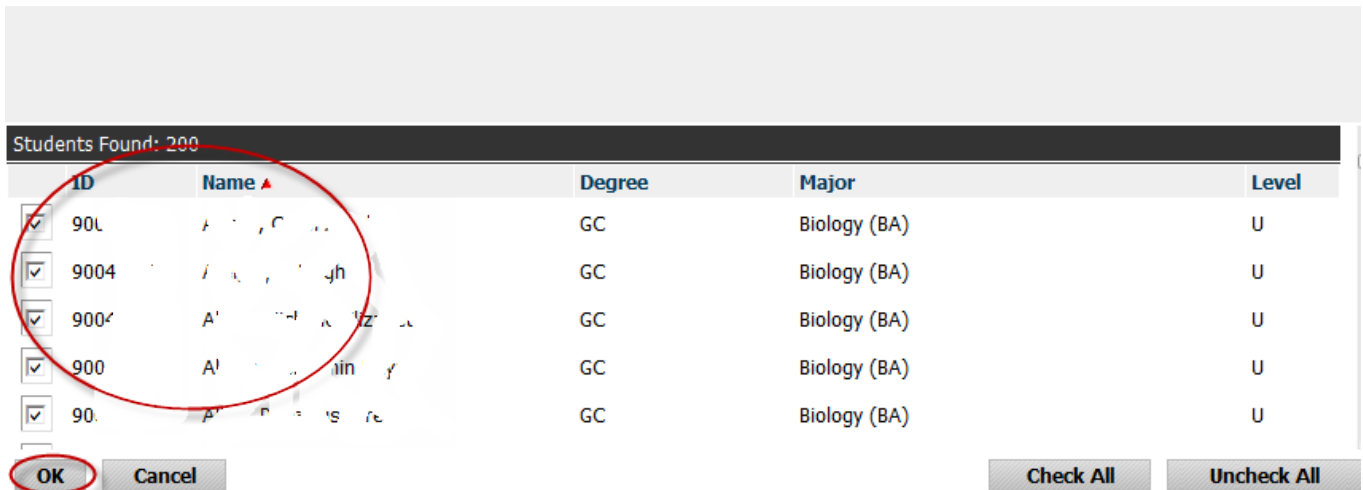 Students Found: 200
ID Name Degree Major Level
GC Biology (BA) U
9004 GC Biology (BA) U
GC Biology (BA) U
GC Biology (BA) U
GC Biology (BA) U
OK Cancel Check All Uncheck All